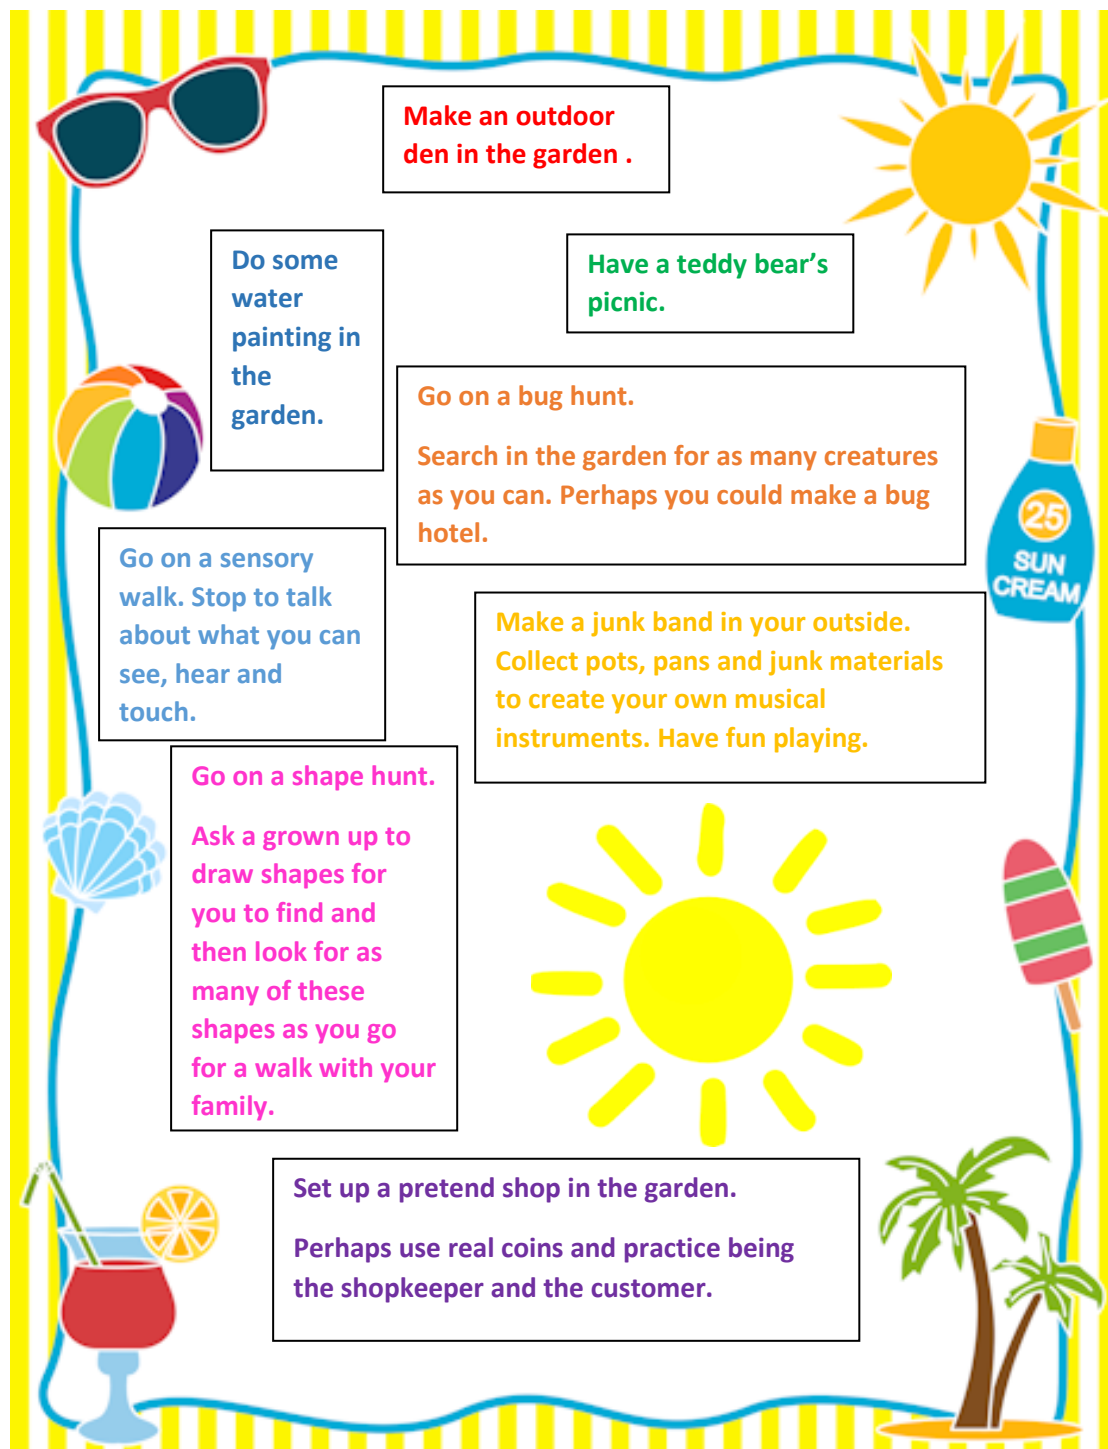 Make an outdoor
den in the garden .
Do some
water
painting in
the
garden.
Have a teddy bear’s
picnic.
Go on a bug hunt.
Search in the garden for as many creatures
as you can. Perhaps you could make a bug
hotel.
25
SUN
CREAM
Go on a sensory
walk. Stop to talk
about what you can
see, hear and
touch.
Make a junk band in your outside.
Collect pots, pans and junk materials
to create your own musical
instruments. Have fun playing.
Go on a shape hunt.
Ask a grown up to
draw shapes for
you to find and
then look for as
many of these
shapes as you go
for a walk with your
family.
Set up a pretend shop in the garden.
Perhaps use real coins and practice being
the shopkeeper and the customer.